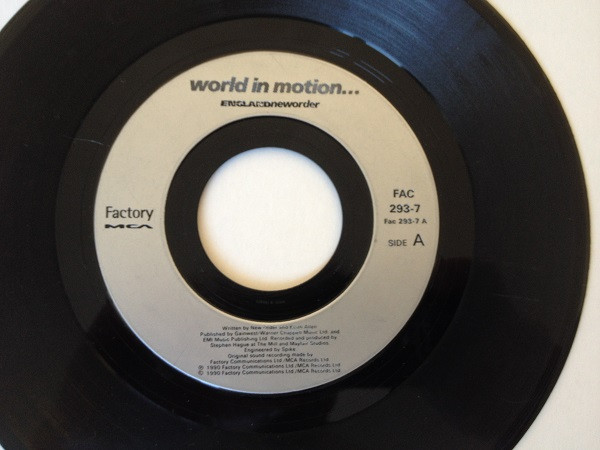 world in motion...
ENGLANDneworder
Factory
MCA
FAC
293-7
Fac 293-7 A
SIDE A
Written by New Order and Keith Allen
Published by Gainwest-Warner Chappell Music Ltd. and
EMI Music Publishing Ltd. Recorded and produced by
Stephen Hague at The Mill and Mayfair Studios.
Engineered by Spike.
Original sound recording made by
Factory Communications Ltd./MCA Records Ltd.
℗ 1990 Factory Communications Ltd./MCA Records Ltd.
© 1990 Factory Communications Ltd./MCA Records Ltd.